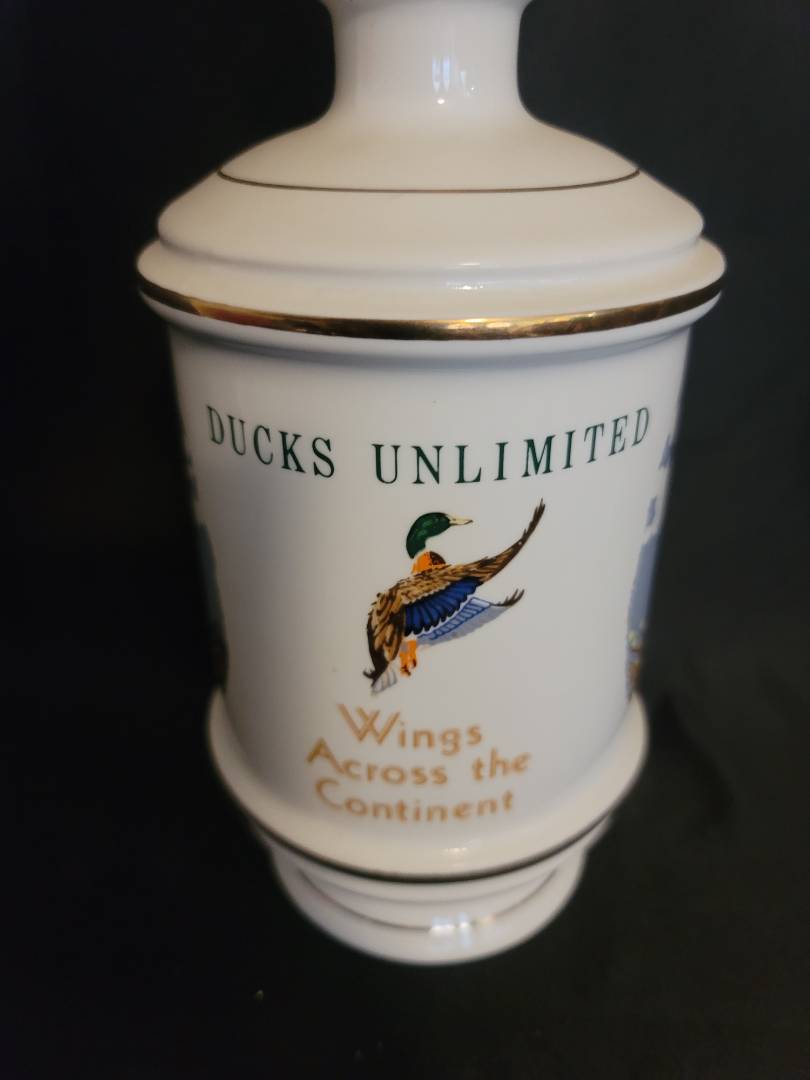 DUCKS UNLIMITED
Wings
Across the
Continent